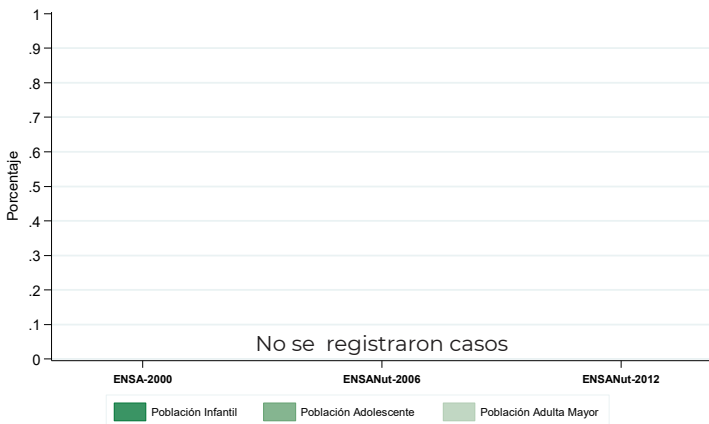 1
.9
.8
.7
.6
.5
.4
.3
.2
.1
0
Porcentaje
No se registraron casos
ENSA-2000 ENSANut-2006 ENSANut-2012
Población Infantil Población Adolescente Población Adulta Mayor